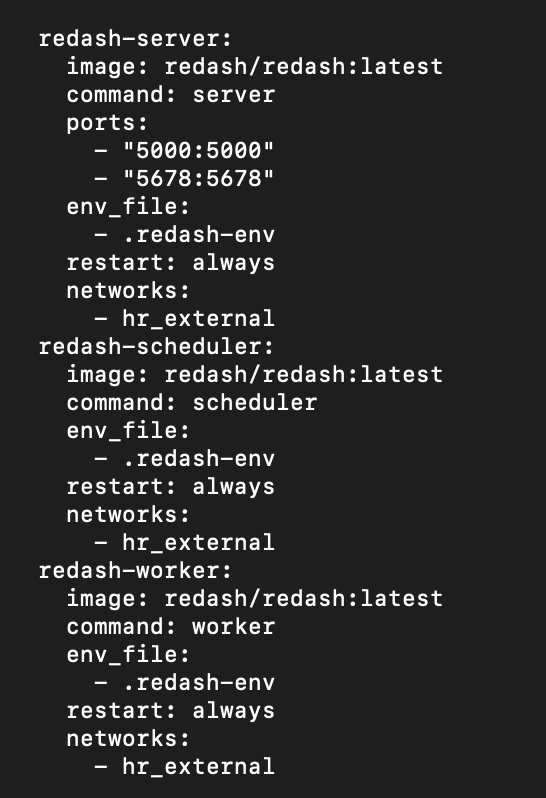 redash-server:
  image: redash/redash:latest
  command: server
  ports:
    - "5000:5000"
    - "5678:5678"
  env_file:
    - .redash-env
  restart: always
  networks:
    - hr_external
redash-scheduler:
  image: redash/redash:latest
  command: scheduler
  env_file:
    - .redash-env
  restart: always
  networks:
    - hr_external
redash-worker:
  image: redash/redash:latest
  command: worker
  env_file:
    - .redash-env
  restart: always
  networks:
    - hr_external